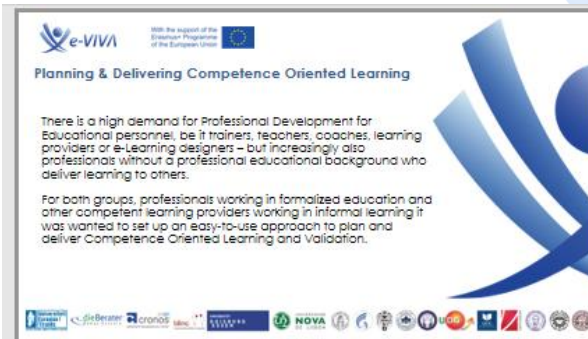 e-VIVA
With the support of the
Erasmus+ Programme
of the European Union
Planning & Delivering Competence Oriented Learning
There is a high demand for Professional Development for
Educational personnel, be it trainers, teachers, coaches, learning
providers or e-Learning designers – but increasingly also
professionals without a professional educational background who
deliver learning to others.
For both groups, professionals working in formalized education and
other competent learning providers working in informal learning it
was wanted to set up an easy-to-use approach to plan and
deliver Competence Oriented Learning and Validation.
dieBerater cronos blinc NOVA